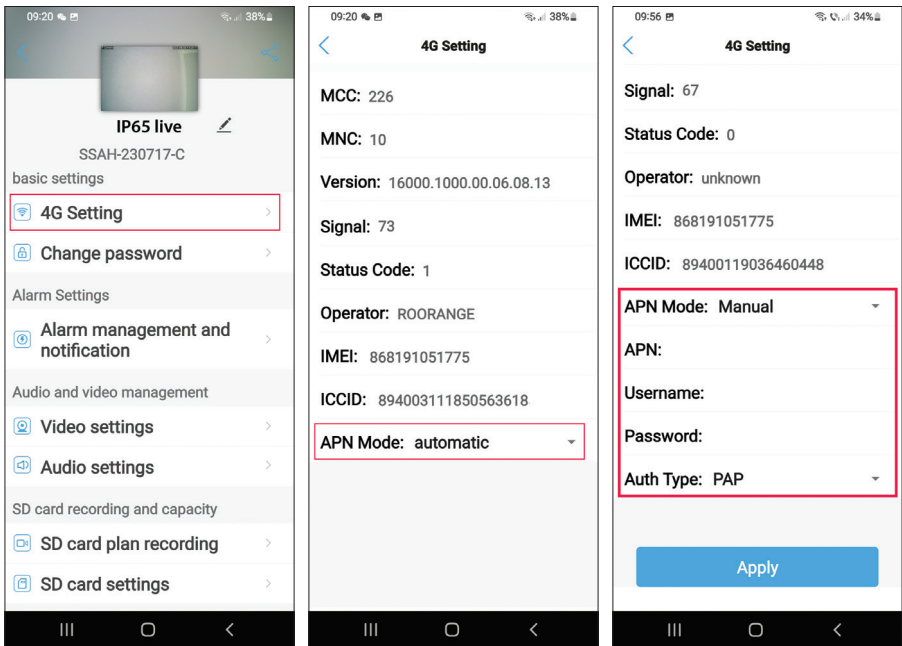 09:20
38%
IP65 live
SSAH-230717-C
basic settings
4G Setting
Change password
Alarm Settings
Alarm management and
notification
Audio and video management
Video settings
Audio settings
SD card recording and capacity
SD card plan recording
SD card settings
09:20
38%
4G Setting
MCC: 226
MNC: 10
Version: 16000.1000.00.06.08.13
Signal: 73
Status Code: 1
Operator: ROORANGE
IMEI: 868191051775
ICCID: 894003111850563618
APN Mode: automatic
09:56
34%
4G Setting
Signal: 67
Status Code: 0
Operator: unknown
IMEI: 868191051775
ICCID: 89400119036460448
APN Mode: Manual
APN:
Username:
Password:
Auth Type: PAP
Apply